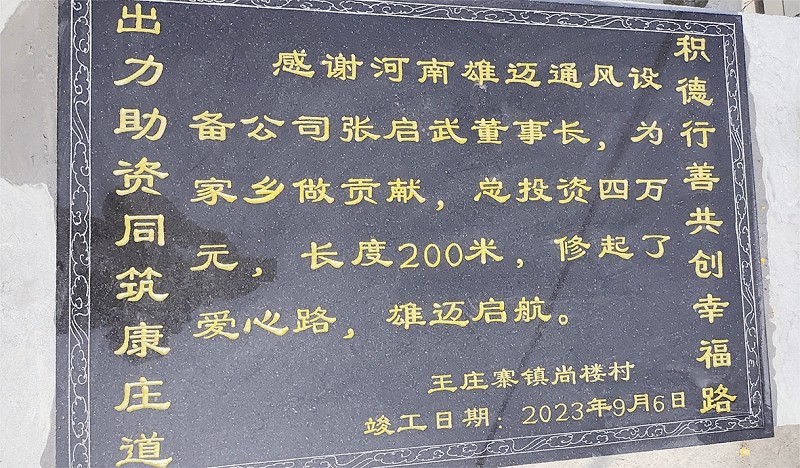 积德行善共创幸福路
感谢河南雄迈通风设
备公司张启武董事长，为
家乡做贡献，总投资四万
元，长度200米，修起了
爱心路，雄迈启航。
王庄寨镇尚楼村
竣工日期：2023年9月6日
出力助资同筑康庄道